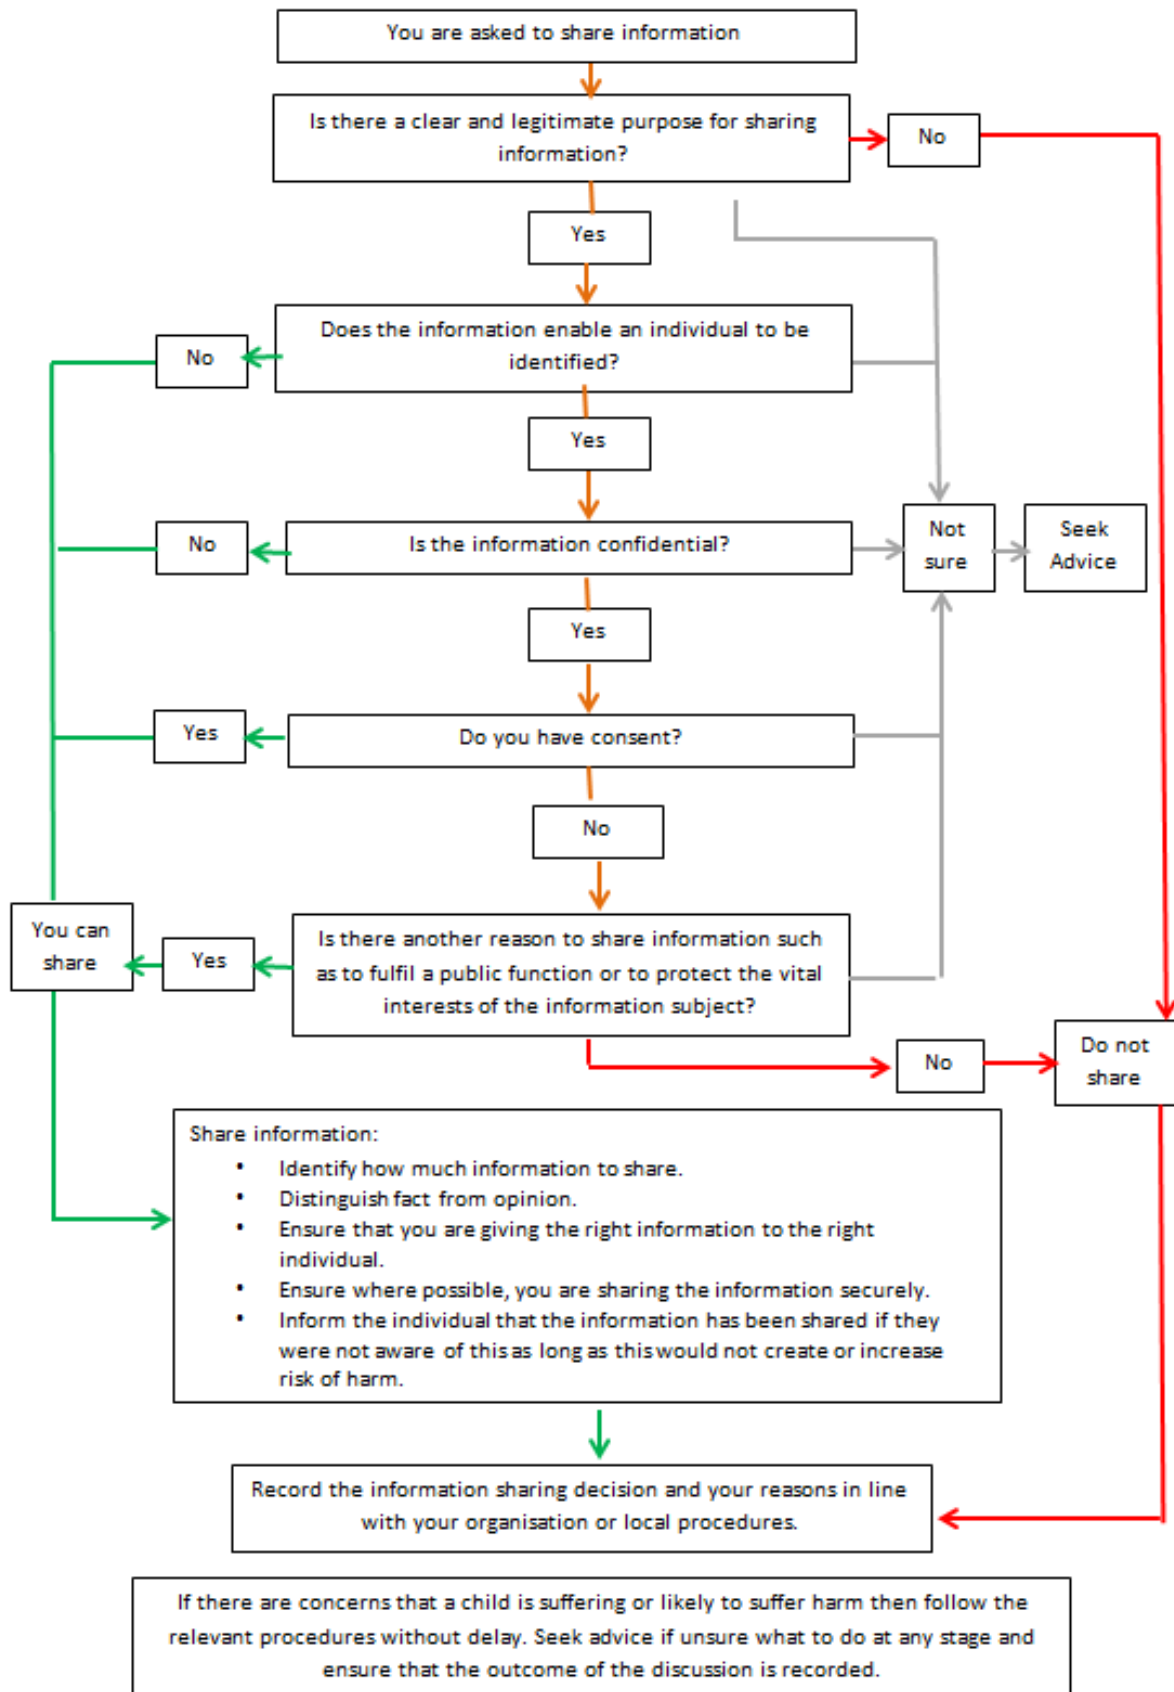 You are asked to share information
Is there a clear and legitimate purpose for sharing
information?
No
Yes
Does the information enable an individual to be
identified?
No
Yes
Is the information confidential?
No
Not
sure
Seek
Advice
Yes
Do you have consent?
Yes
No
Is there another reason to share information such
as to fulfil a public function or to protect the vital
interests of the information subject?
Yes
You can
share
No
Do not
share
Share information:
• Identify how much information to share.
• Distinguish fact from opinion.
• Ensure that you are giving the right information to the right
individual.
• Ensure where possible, you are sharing the information securely.
• Inform the individual that the information has been shared if they
were not aware of this as long as this would not create or increase
risk of harm.
Record the information sharing decision and your reasons in line
with your organisation or local procedures.
If there are concerns that a child is suffering or likely to suffer harm then follow the
relevant procedures without delay. Seek advice if unsure what to do at any stage and
ensure that the outcome of the discussion is recorded.